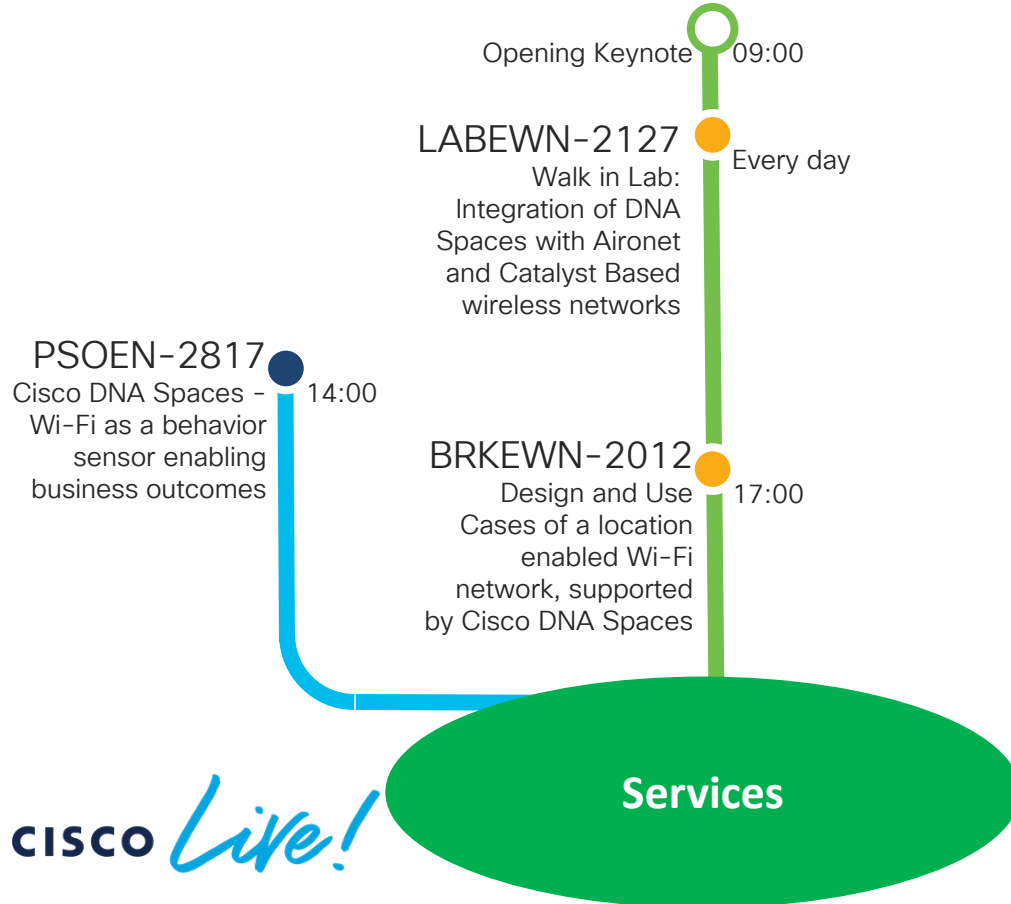 Opening Keynote
09:00
LABEWN-2127
Every day
Walk in Lab:
Integration of DNA
Spaces with Aironet
and Catalyst Based
wireless networks
PSOEN-2817
14:00
Cisco DNA Spaces -
Wi-Fi as a behavior
sensor enabling
business outcomes
BRKEWN-2012
17:00
Design and Use
Cases of a location
enabled Wi-Fi
network, supported
by Cisco DNA Spaces
Services
CISCO Live!